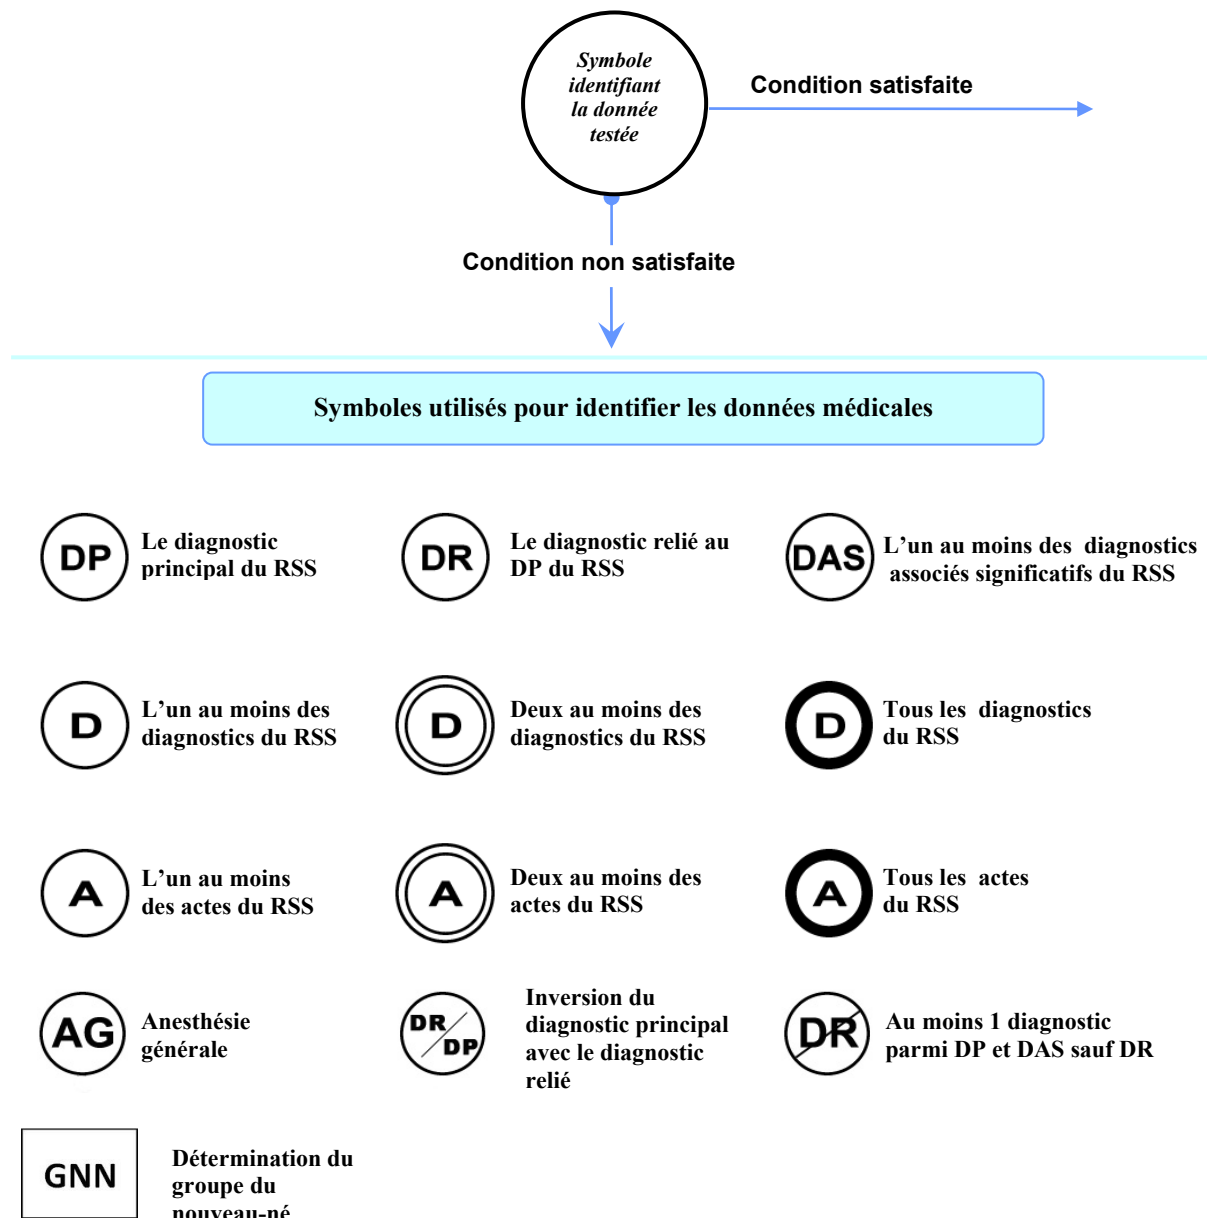 Symbole
identifiant
la donnée
testée
Condition satisfaite
Condition non satisfaite
Symboles utilisés pour identifier les données médicales
DP
Le diagnostic
principal du RSS
DR
Le diagnostic relié au
DP du RSS
DAS
L'un au moins des diagnostics
associés significatifs du RSS
D
L'un au moins des
diagnostics du RSS
D
Deux au moins des
diagnostics du RSS
D
Tous les diagnostics
du RSS
A
L'un au moins
des actes du RSS
A
Deux au moins des
actes du RSS
A
Tous les actes
du RSS
AG
Anesthésie
générale
DR
DP
Inversion du
diagnostic principal
avec le diagnostic
relié
DR
Au moins 1 diagnostic
parmi DP et DAS sauf DR
GNN
Détermination du
groupe du
nouveau-né